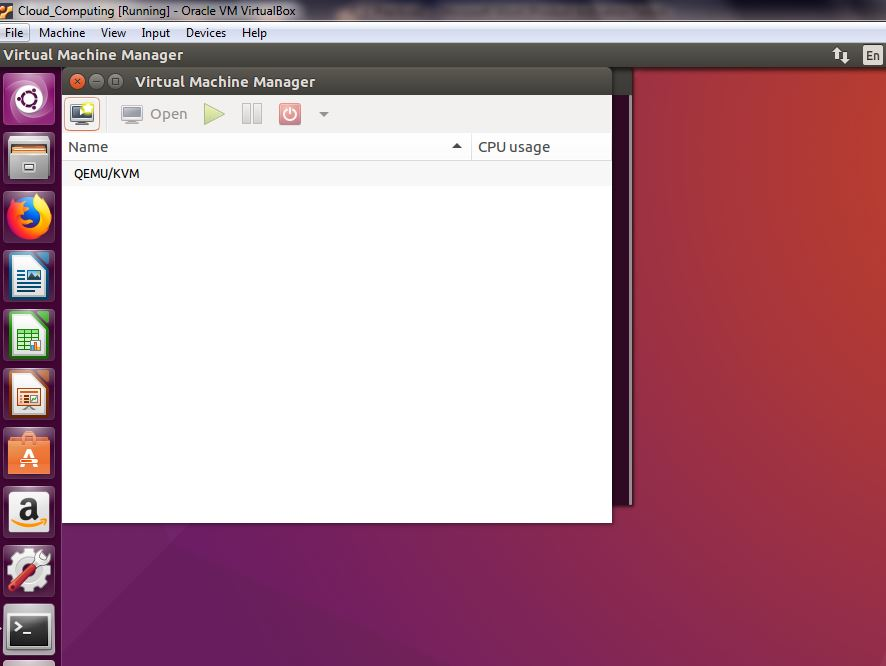 Cloud_Computing [Running] - Oracle VM VirtualBox
File Machine View Input Devices Help
Virtual Machine Manager
En
Virtual Machine Manager
Open
Name CPU usage
QEMU/KVM
A
a
>_